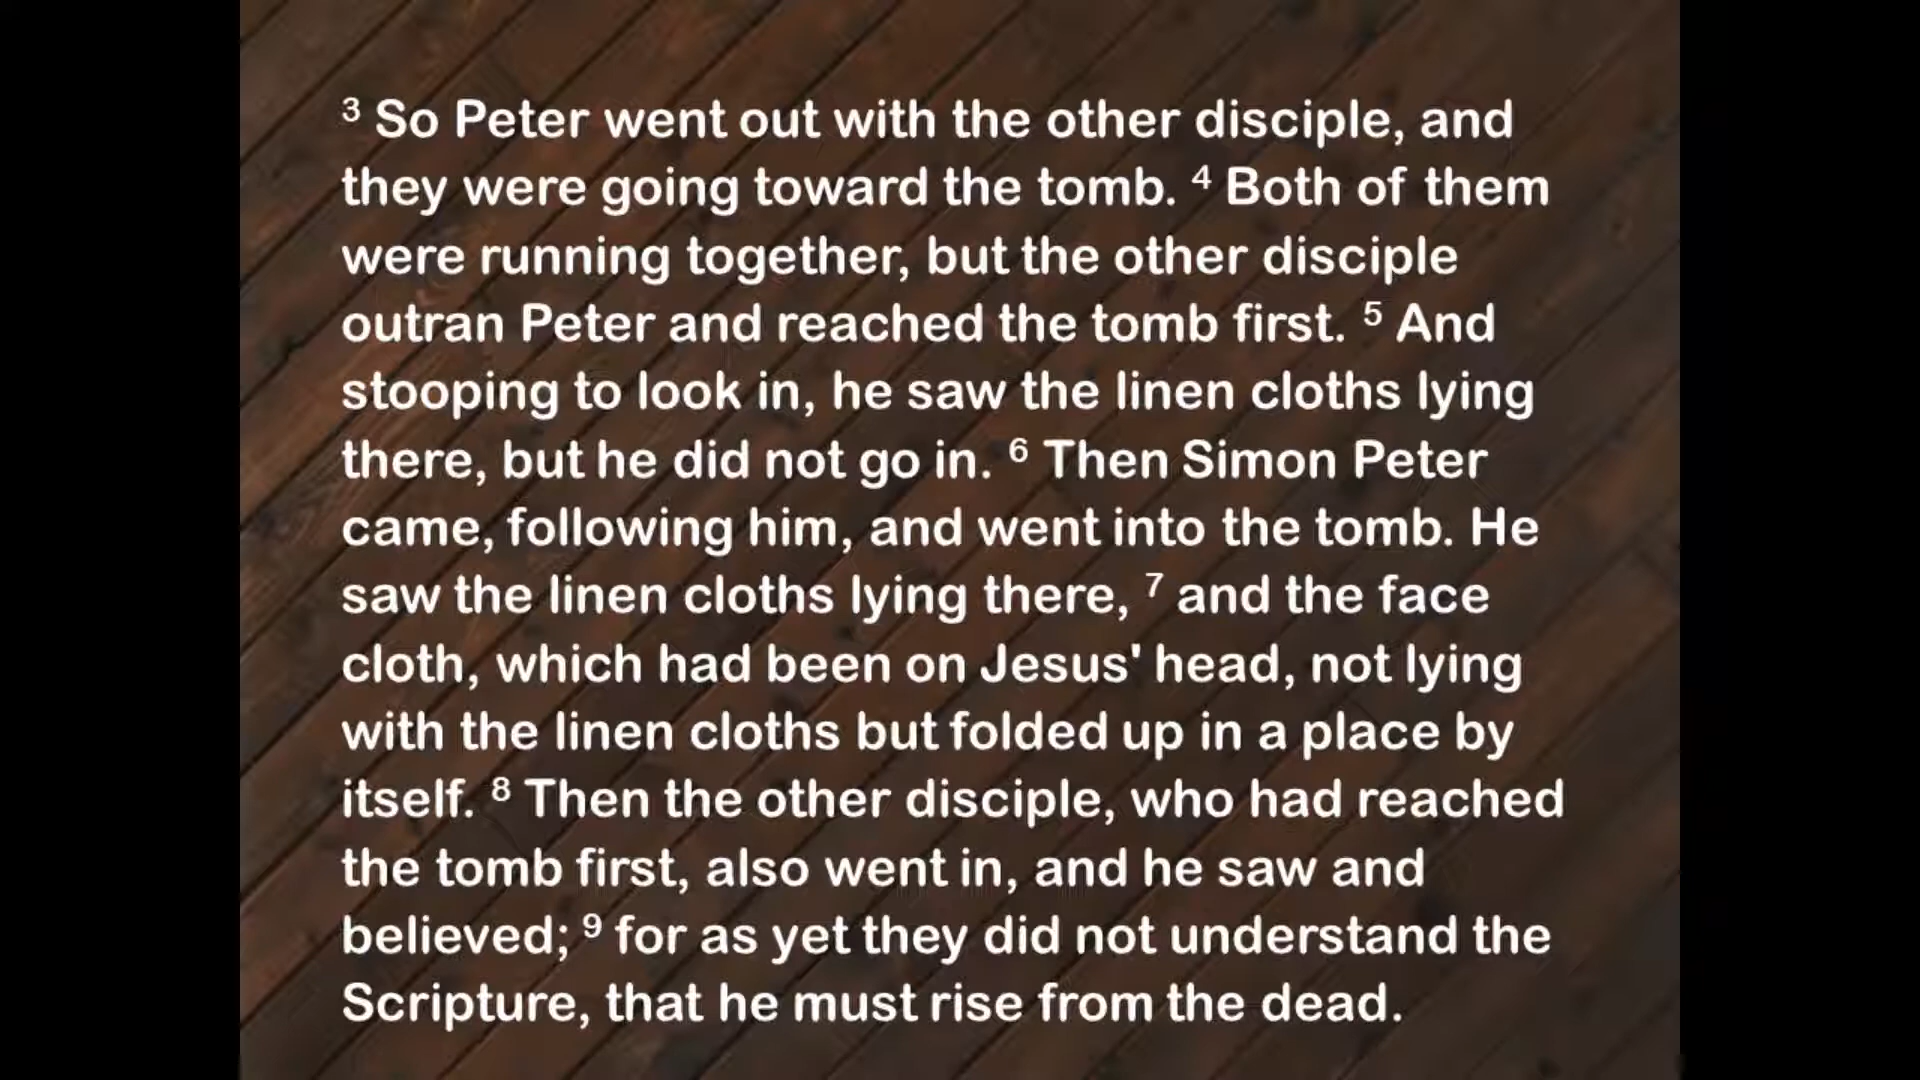 ³ So Peter went out with the other disciple, and
they were going toward the tomb. ⁴ Both of them
were running together, but the other disciple
outran Peter and reached the tomb first. ⁵ And
stooping to look in, he saw the linen cloths lying
there, but he did not go in. ⁶ Then Simon Peter
came, following him, and went into the tomb. He
saw the linen cloths lying there, ⁷ and the face
cloth, which had been on Jesus' head, not lying
with the linen cloths but folded up in a place by
itself. ⁸ Then the other disciple, who had reached
the tomb first, also went in, and he saw and
believed; ⁹ for as yet they did not understand the
Scripture, that he must rise from the dead.